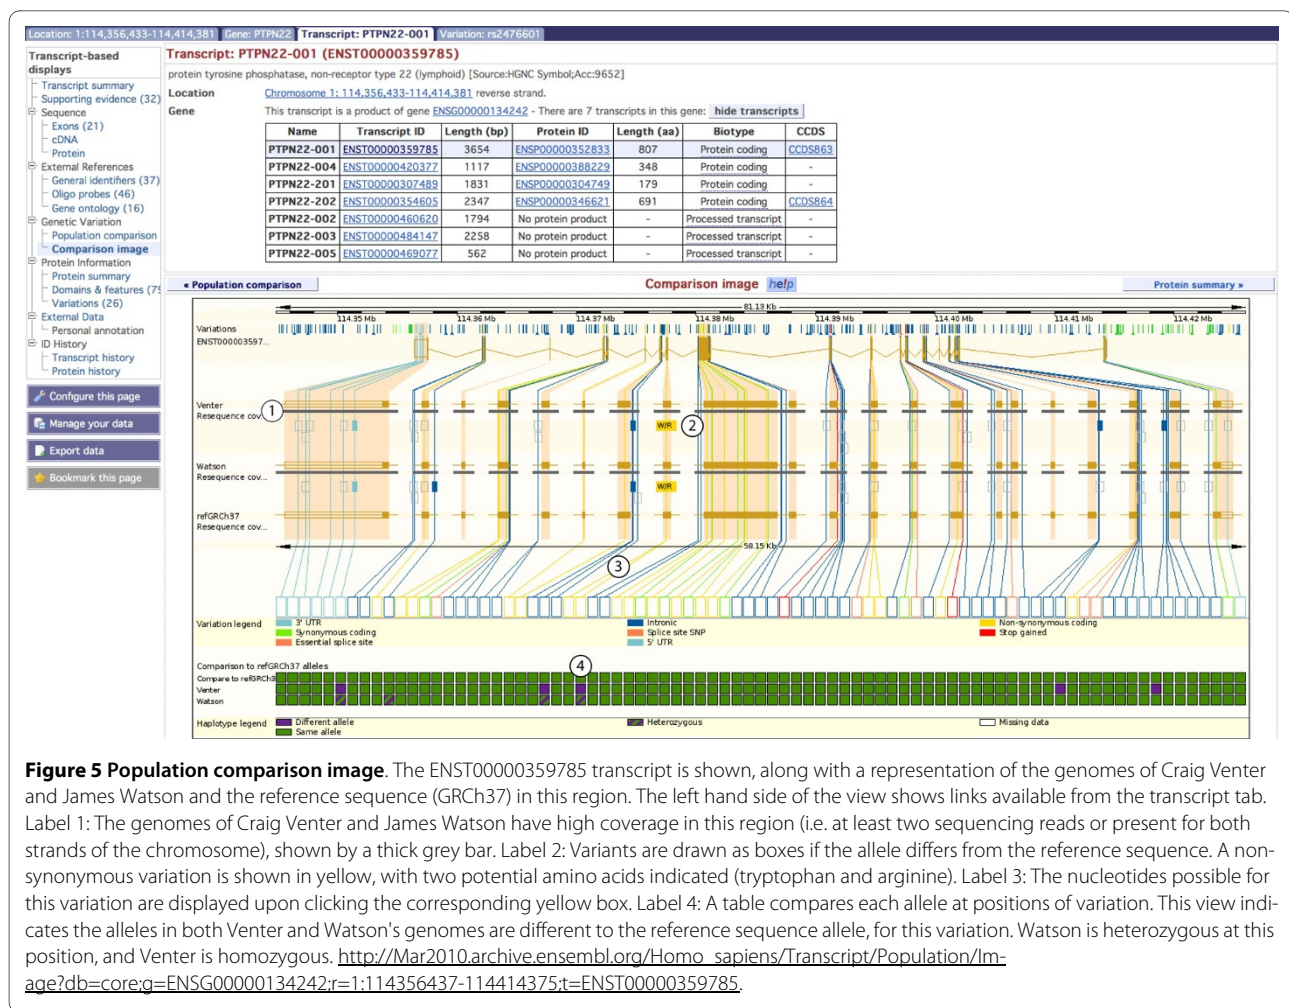 Location: 1:114,356,433-114,414,381 Gene: PTPN22 Transcript: PTPN22-001 Variation: rs2476601
Transcript-based
displays
Transcript summary
Supporting evidence (32)
Sequence
Exons (21)
cDNA
Protein
External References
General identifiers (37)
Oligo probes (46)
Gene ontology (16)
Genetic Variation
Population comparison
Comparison image
Protein Information
Protein summary
Domains & features (75
Variations (26)
External Data
Personal annotation
ID History
Transcript history
Protein history
Configure this page
Manage your data
Export data
Bookmark this page
Transcript: PTPN22-001 (ENST00000359785)
protein tyrosine phosphatase, non-receptor type 22 (lymphoid) [Source:HGNC Symbol;Acc:9652]
Location Chromosome 1: 114,356,433-114,414,381 reverse strand.
Gene This transcript is a product of gene ENSG00000134242 - There are 7 transcripts in this gene: hide transcripts
Name Transcript ID Length (bp) Protein ID Length (aa) Biotype CCDS
PTPN22-001 ENST00000359785 3654 ENSP00000352833 807 Protein coding CCDS863
PTPN22-004 ENST00000420377 1117 ENSP00000388229 348 Protein coding -
PTPN22-201 ENST00000307489 1831 ENSP00000304749 179 Protein coding -
PTPN22-202 ENST00000354605 2347 ENSP00000346621 691 Protein coding CCDS864
PTPN22-002 ENST00000460620 1794 No protein product - Processed transcript -
PTPN22-003 ENST00000484147 2258 No protein product - Processed transcript -
PTPN22-005 ENST00000469077 562 No protein product - Processed transcript -
« Population comparison Comparison image help Protein summary »
81.13 Kb
114.35 Mb 114.36 Mb 114.37 Mb 114.38 Mb 114.39 Mb 114.40 Mb 114.41 Mb 114.42 Mb
Variations
ENST000003597...
Venter
Resequence cov... 1
W/R 2
Watson
Resequence cov...
W/R
refGRCh37
Resequence cov...
58.15 Kb
3
Variation legend 3' UTR Intronic Non-synonymous coding
Synonymous coding Splice site SNP Stop gained
Essential splice site 5' UTR
4
Comparison to refGRCh37 alleles
Compare to refGRCh3
Venter
Watson
Haplotype legend Different allele Heterozygous Missing data
Same allele
Figure 5 Population comparison image. The ENST00000359785 transcript is shown, along with a representation of the genomes of Craig Venter
and James Watson and the reference sequence (GRCh37) in this region. The left hand side of the view shows links available from the transcript tab.
Label 1: The genomes of Craig Venter and James Watson have high coverage in this region (i.e. at least two sequencing reads or present for both
strands of the chromosome), shown by a thick grey bar. Label 2: Variants are drawn as boxes if the allele differs from the reference sequence. A non-
synonymous variation is shown in yellow, with two potential amino acids indicated (tryptophan and arginine). Label 3: The nucleotides possible for
this variation are displayed upon clicking the corresponding yellow box. Label 4: A table compares each allele at positions of variation. This view indi-
cates the alleles in both Venter and Watson's genomes are different to the reference sequence allele, for this variation. Watson is heterozygous at this
position, and Venter is homozygous. http://Mar2010.archive.ensembl.org/Homo_sapiens/Transcript/Population/Im-
age?db=core;g=ENSG00000134242;r=1:114356437-114414375;t=ENST00000359785.